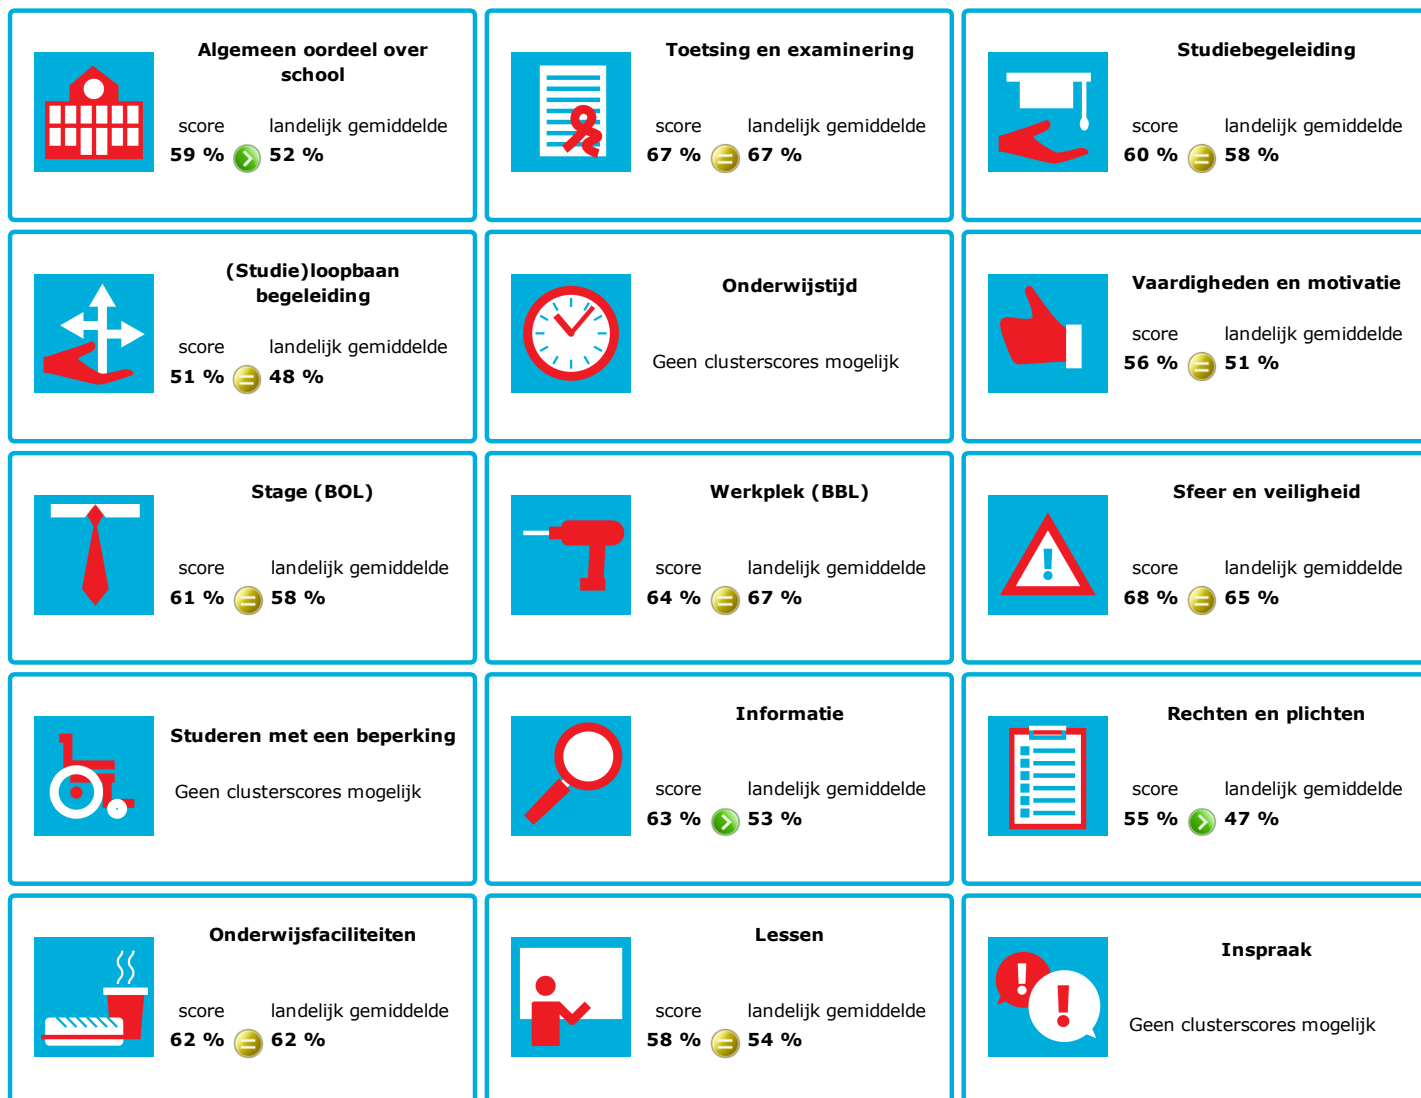 Algemeen oordeel over
school
score landelijk gemiddelde
59 % 52 %
Toetsing en examinering
score landelijk gemiddelde
67 % 67 %
Studiebegeleiding
score landelijk gemiddelde
60 % 58 %
(Studie)loopbaan
begeleiding
score landelijk gemiddelde
51 % 48 %
Onderwijstijd
Geen clusterscores mogelijk
Vaardigheden en motivatie
score landelijk gemiddelde
56 % 51 %
Stage (BOL)
score landelijk gemiddelde
61 % 58 %
Werkplek (BBL)
score landelijk gemiddelde
64 % 67 %
Sfeer en veiligheid
score landelijk gemiddelde
68 % 65 %
Studeren met een beperking
Geen clusterscores mogelijk
Informatie
score landelijk gemiddelde
63 % 53 %
Rechten en plichten
score landelijk gemiddelde
55 % 47 %
Onderwijsfaciliteiten
score landelijk gemiddelde
62 % 62 %
Lessen
score landelijk gemiddelde
58 % 54 %
Inspraak
Geen clusterscores mogelijk